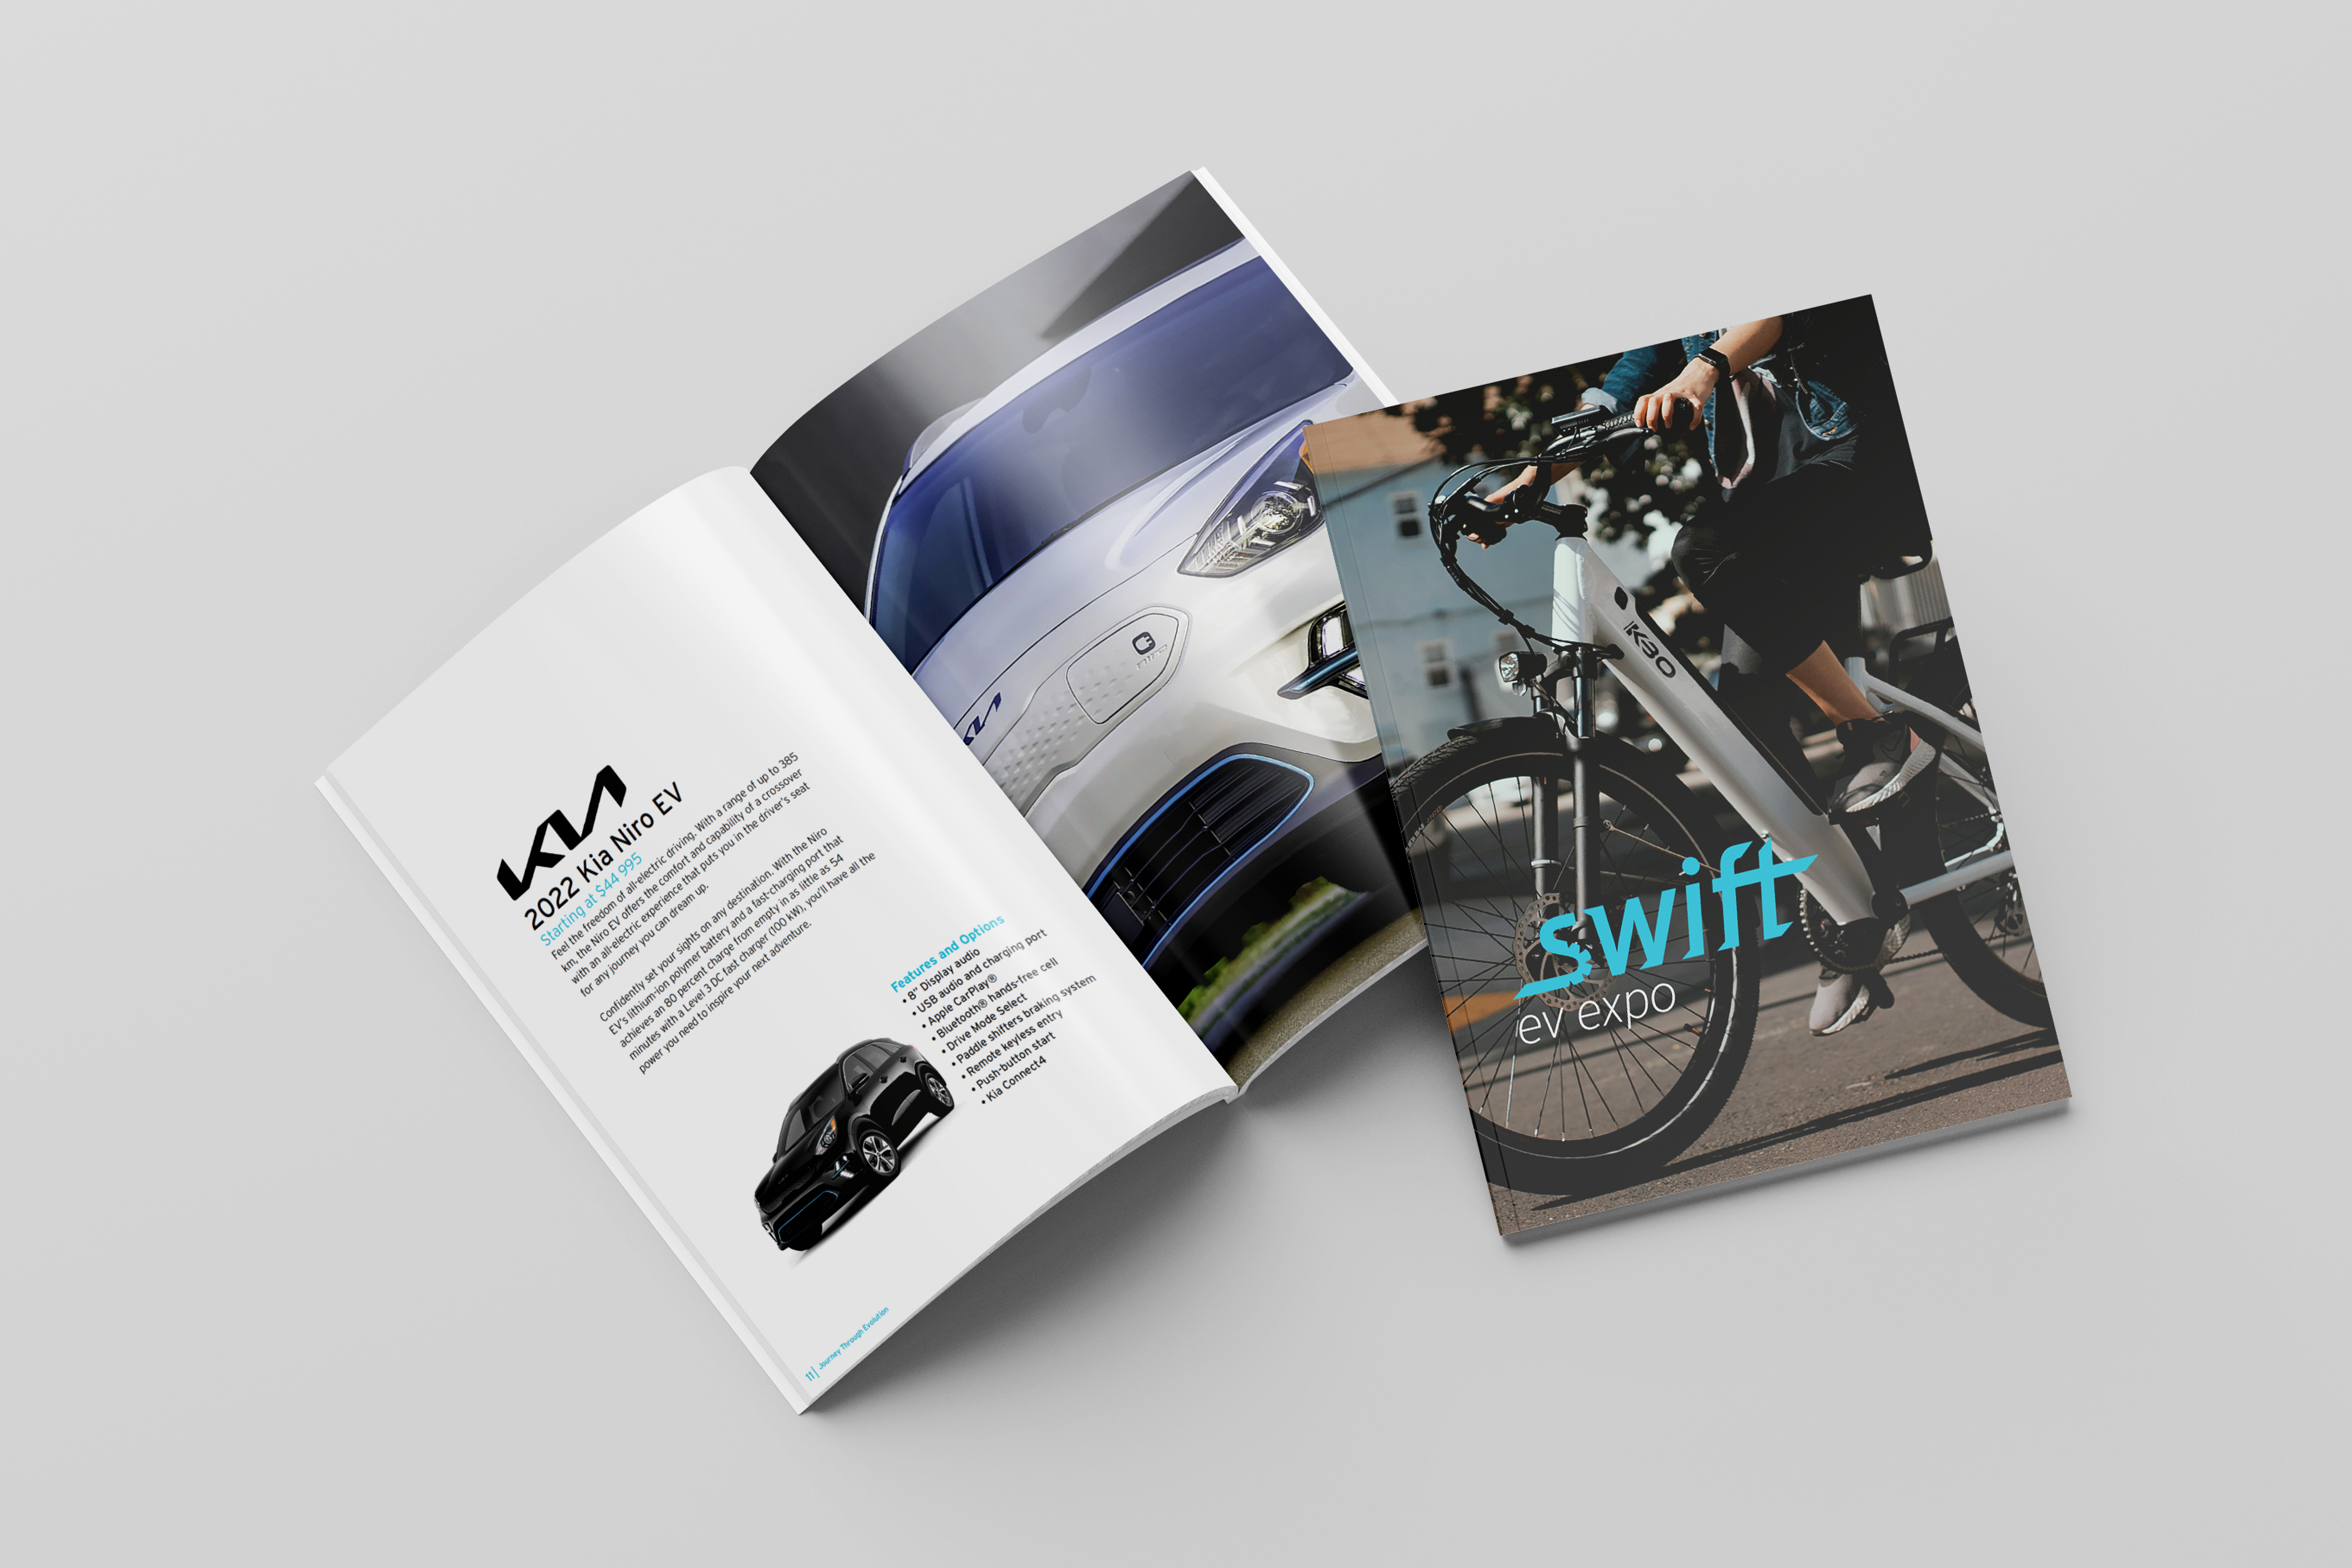 KIA
2022 Kia Niro EV
Starting at $44 995
Feel the freedom of all-electric driving. With a range of up to 385
km, the Niro EV offers the comfort and capability of a crossover
with an all-electric experience that puts you in the driver's seat
for any journey you can dream up.
Confidently set your sights on any destination. With the Niro
EV's lithium-ion polymer battery and a fast-charging port that
achieves an 80 percent charge from empty in as little as 54
minutes with a Level 3 DC fast charger (100 kW), you'll have all the
power you need to inspire your next adventure.
Features and Options
• 8" Display audio
• USB audio and charging port
• Apple CarPlay®
• Bluetooth® hands-free cell
• Drive Mode Select
• Paddle shifters braking system
• Remote keyless entry
• Push-button start
• Kia Connect4
11 | Journey Through Evolution
KIA
K30
swift
ev expo